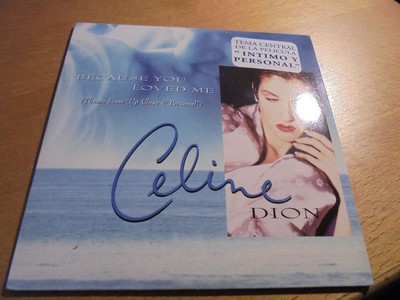 TEMA CENTRAL
DE LA PELICULA
" INTIMO Y
PERSONAL "
BECAUSE YOU
LOVED ME
(Theme From "Up Close & Personal")
Celine
DION